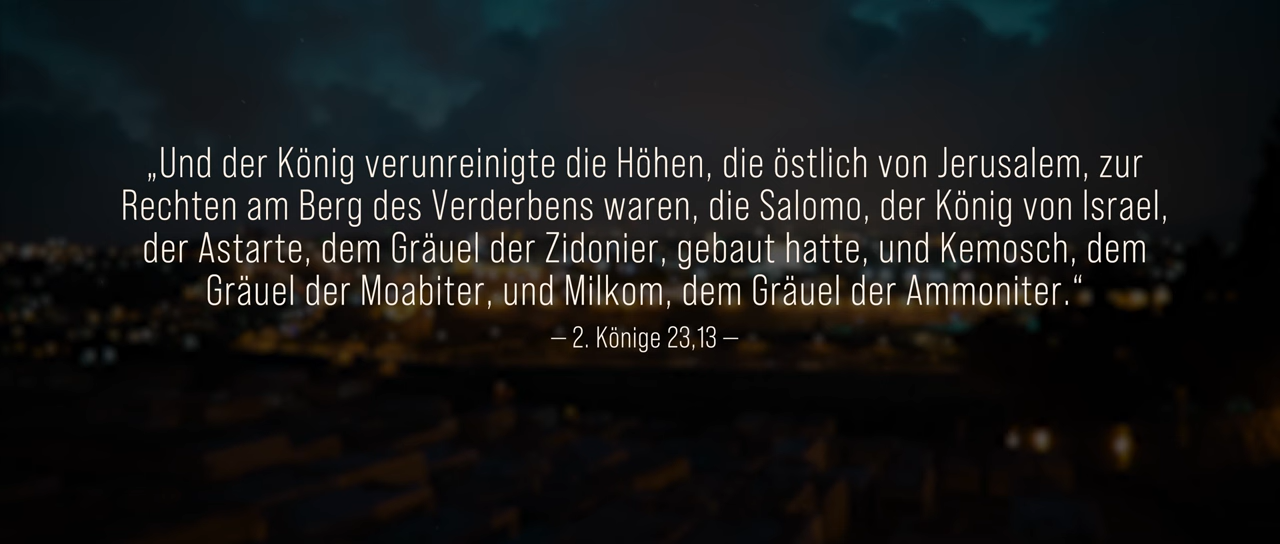 „Und der König verunreinigte die Höhen, die östlich von Jerusalem, zur
Rechten am Berg des Verderbens waren, die Salomo, der König von Israel,
der Astarte, dem Gräuel der Zidonier, gebaut hatte, und Kemosch, dem
Gräuel der Moabiter, und Milkom, dem Gräuel der Ammoniter.“
– 2. Könige 23,13 –